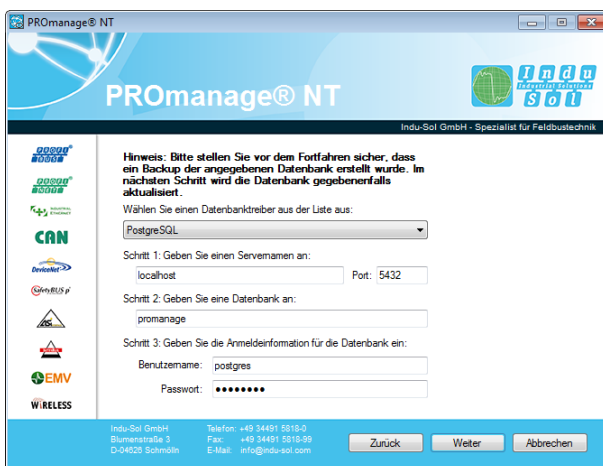 PROmanage® NT
PROmanage® NT
Indu
Industrial Solutions
Sol
Indu-Sol GmbH - Spezialist für Feldbustechnik
Hinweis: Bitte stellen Sie vor dem Fortfahren sicher, dass
ein Backup der angegebenen Datenbank erstellt wurde. Im
nächsten Schritt wird die Datenbank gegebenenfalls
aktualisiert.
Wählen Sie einen Datenbanktreiber aus der Liste aus:
PostgreSQL
Schritt 1: Geben Sie einen Servernamen an:
localhost Port: 5432
Schritt 2: Geben Sie eine Datenbank an:
promanage
Schritt 3: Geben Sie die Anmeldeinformation für die Datenbank ein:
Benutzername: postgres
Passwort: ●●●●●●●●
INDUSTRIAL
ETHERNET
CAN
DeviceNet
SafetyBUS p
EMV
WIRELESS
Indu-Sol GmbH Telefon: +49 34491 5818-0
Blumenstraße 3 Fax: +49 34491 5818-99
D-04626 Schmölln E-Mail: info@indu-sol.com
Zurück Weiter Abbrechen